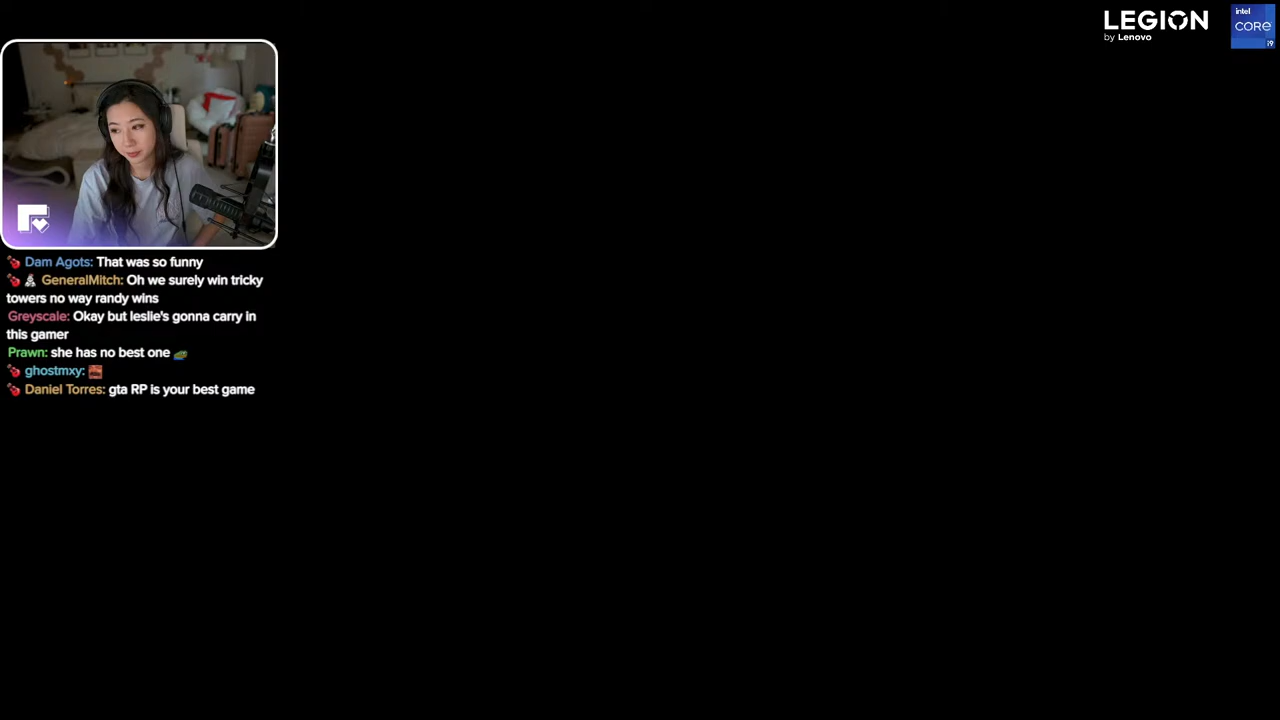 LEGION
by Lenovo
intel
CORE
i9
Dam Agots: That was so funny
GeneralMitch: Oh we surely win tricky
towers no way randy wins
Greyscale: Okay but leslie's gonna carry in
this gamer
Prawn: she has no best one
ghostmxy:
Daniel Torres: gta RP is your best game